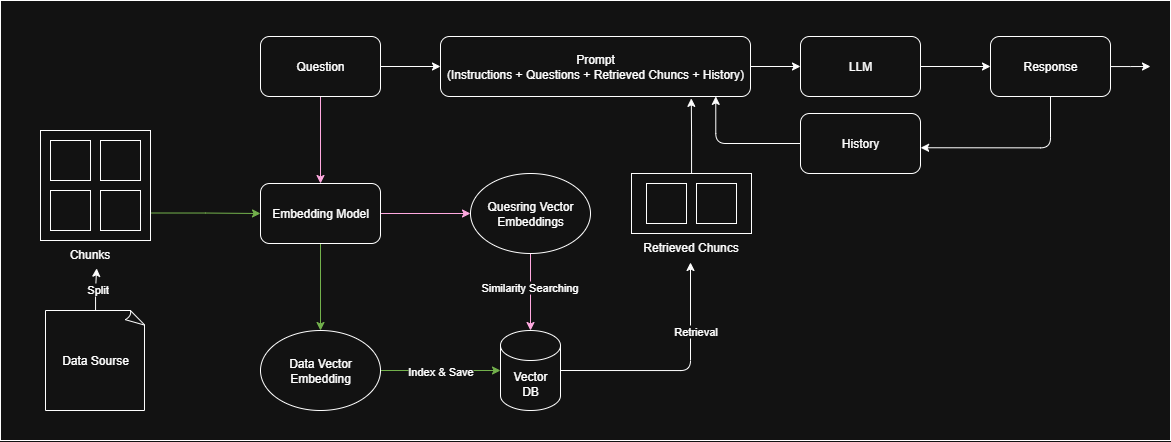 Question
Prompt
(Instructions + Questions + Retrieved Chuncs + History)
LLM
Response
History
Chunks
Split
Data Sourse
Embedding Model
Quesring Vector
Embeddings
Similarity Searching
Retrieved Chuncs
Retrieval
Data Vector
Embedding
Index & Save
Vector
DB